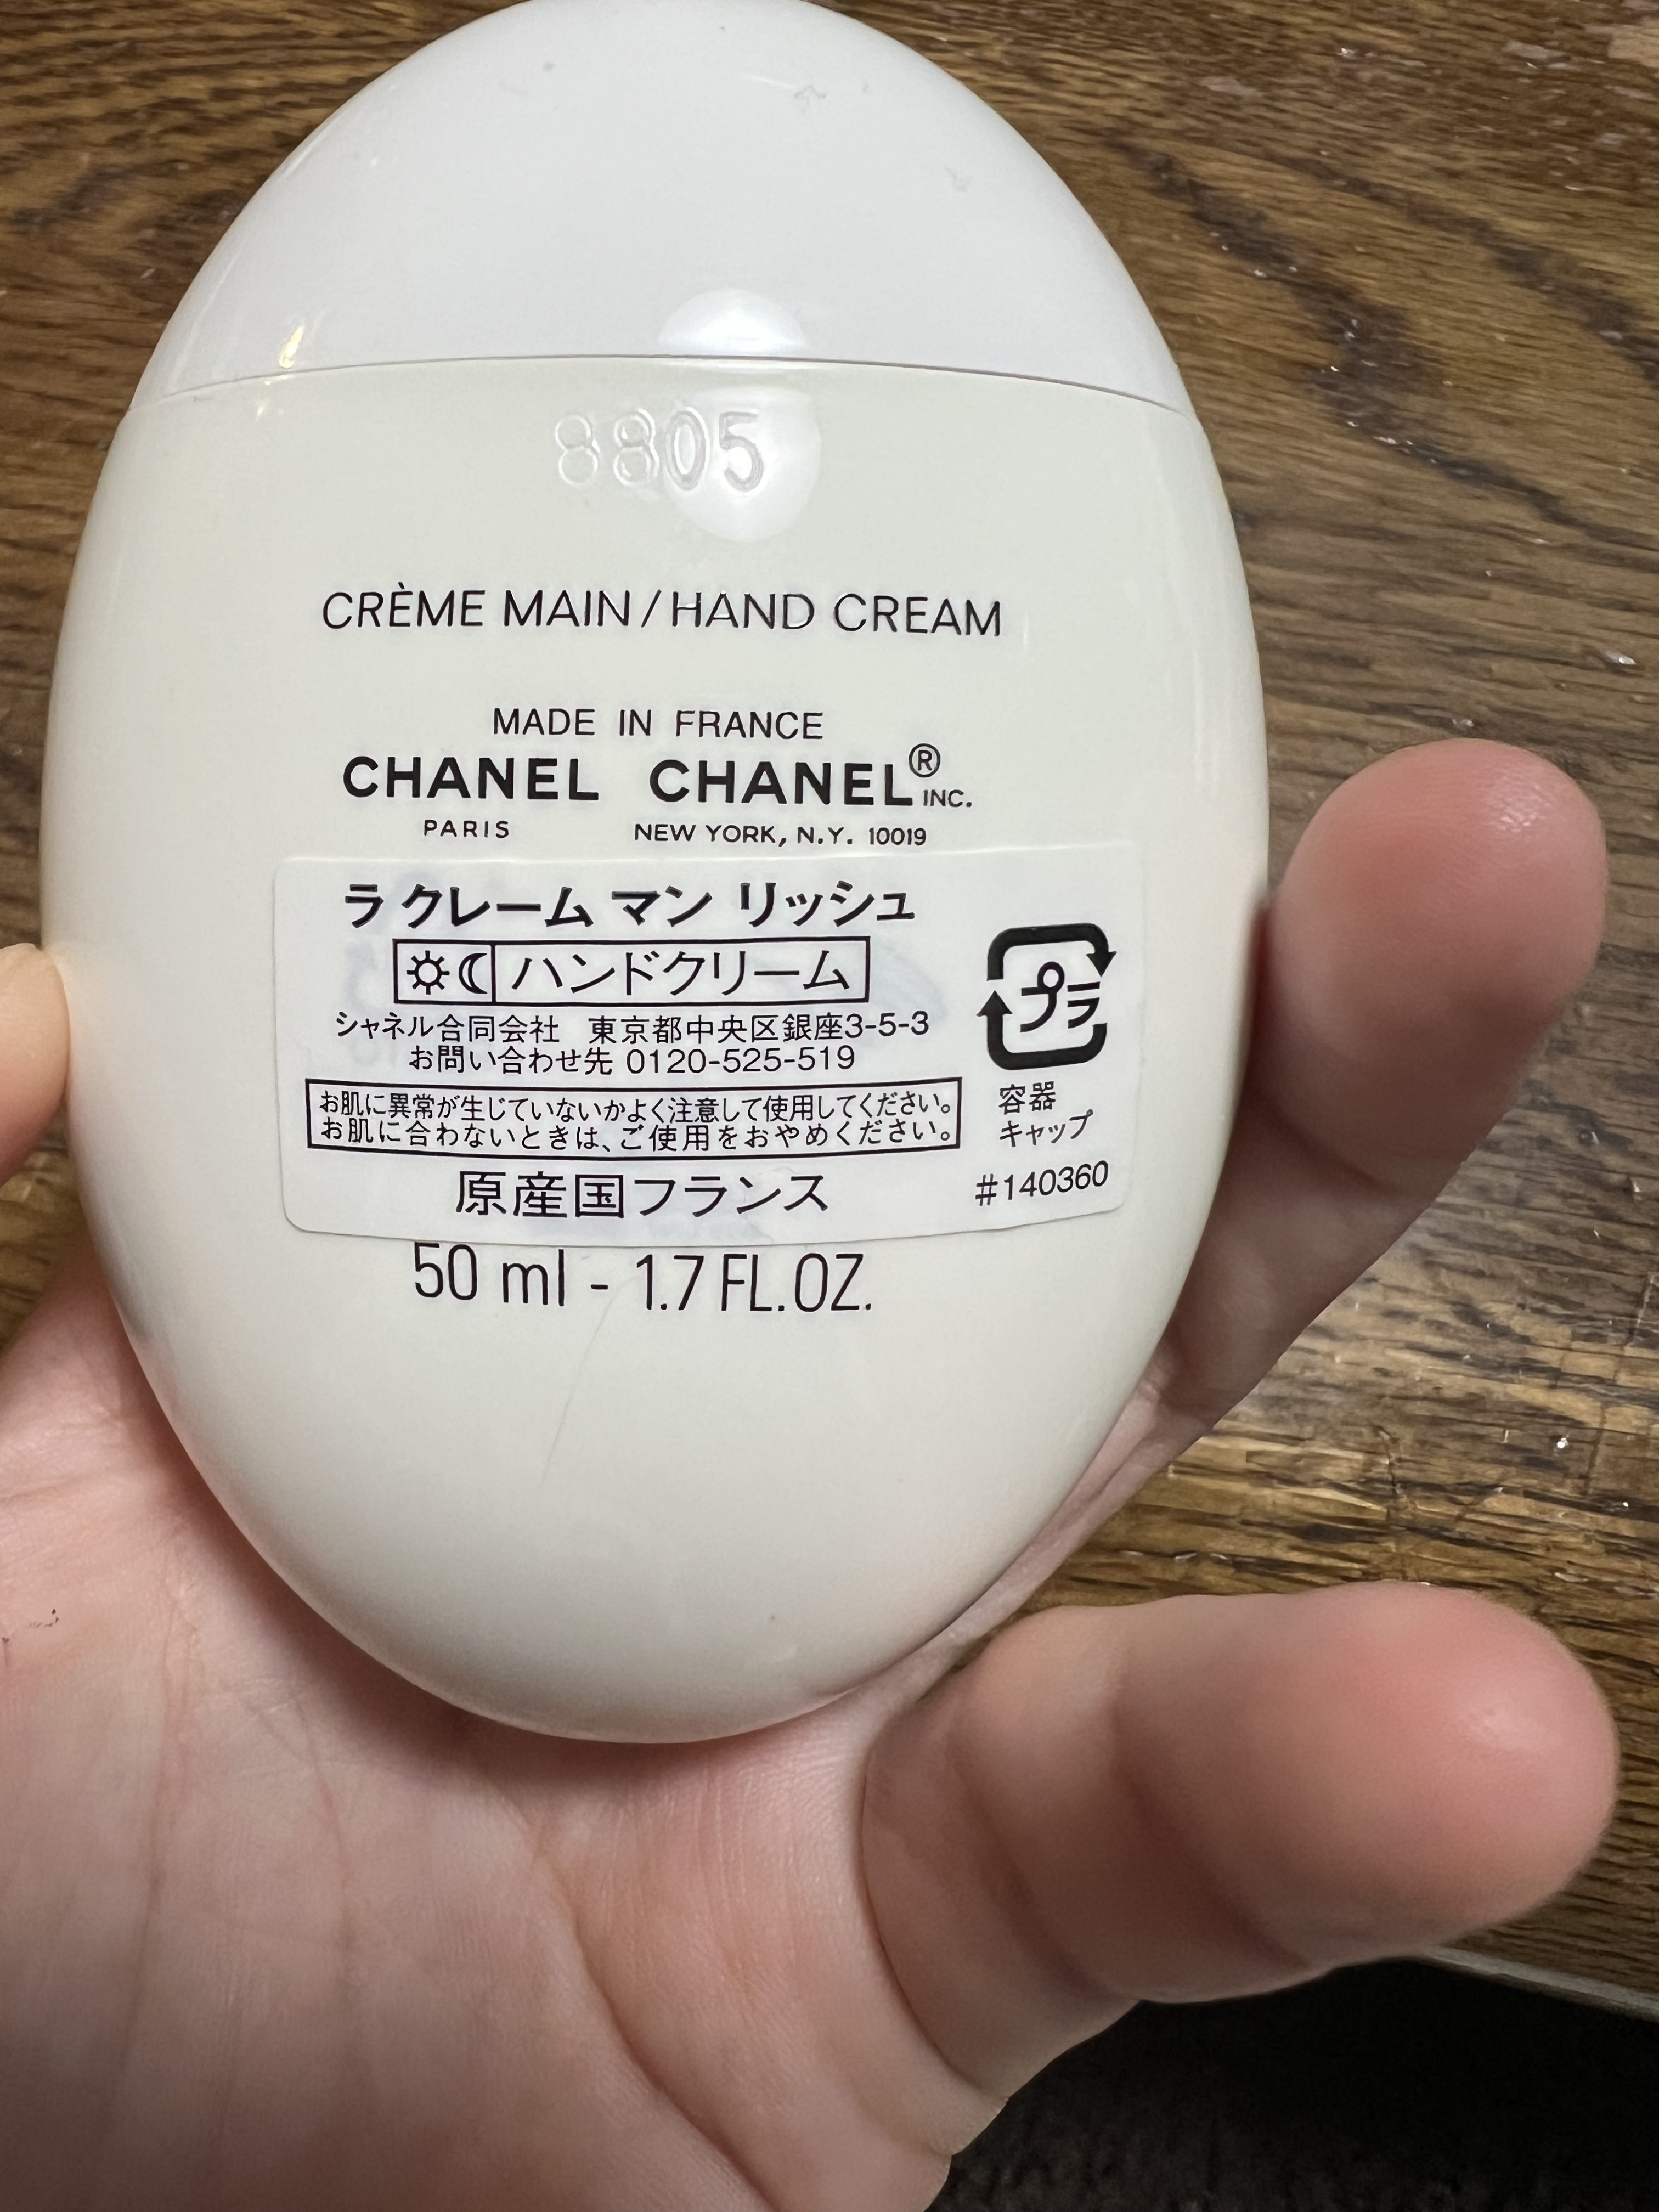 8805
CRÈME MAIN/HAND CREAM
MADE IN FRANCE
CHANEL CHANEL® INC.
PARIS NEW YORK, N.Y. 10019
ラ クレーム マン リッシュ
ハンドクリーム
シャネル合同会社 東京都中央区銀座3-5-3
お問い合わせ先 0120-525-519
お肌に異常が生じていないかよく注意して使用してください。
お肌に合わないときは、ご使用をおやめください。
原産国フランス
プラ
容器
キャップ
#140360
50 ml - 1.7 FL.OZ.